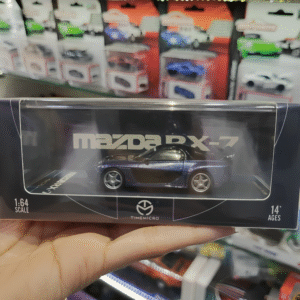 mazDa RX-7
1:64
SCALE
TIMEMICRO
14+
AGES